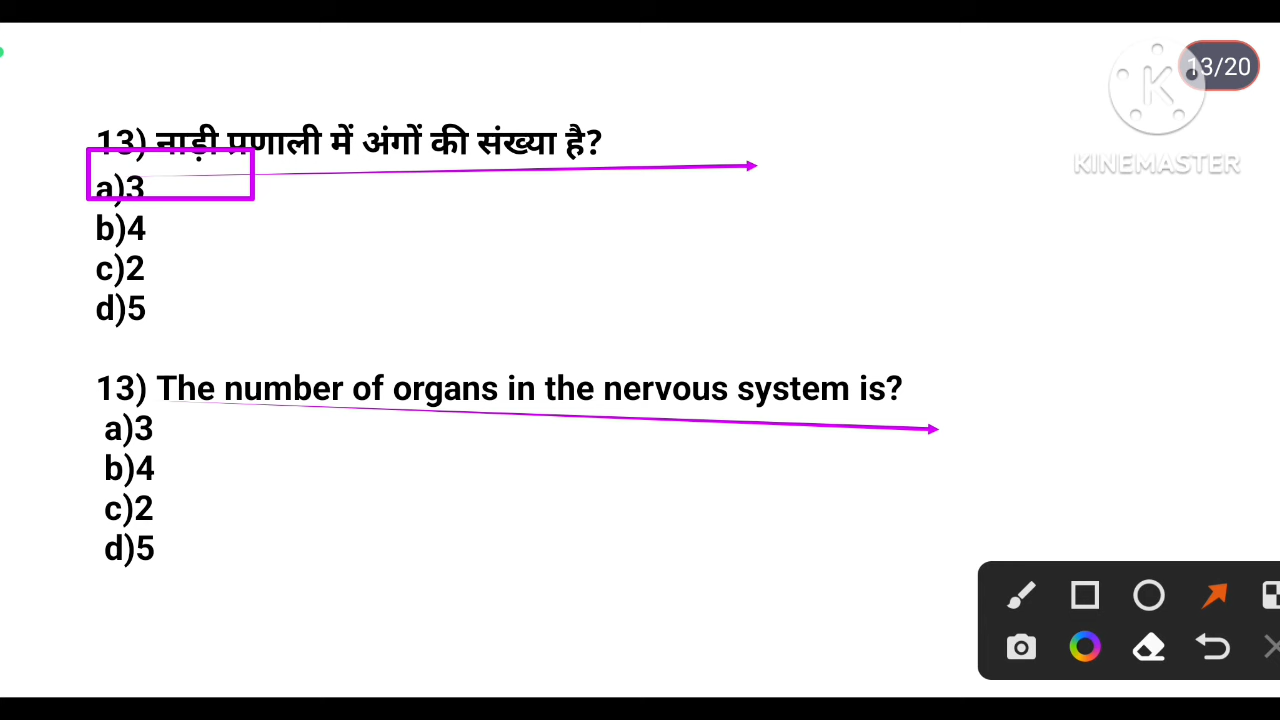 13/20
KINEMASTER
13) नाड़ी प्रणाली में अंगों की संख्या है?
a)3
b)4
c)2
d)5
13) The number of organs in the nervous system is?
a)3
b)4
c)2
d)5